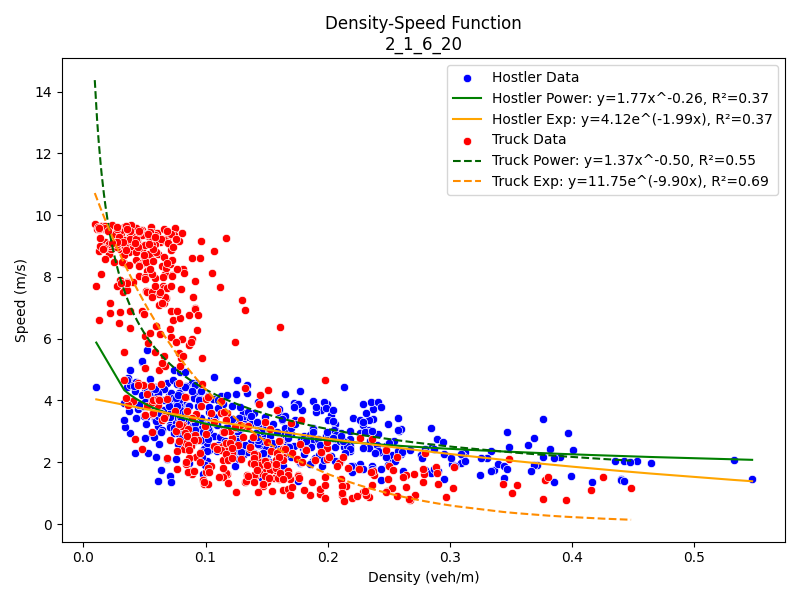 Density-Speed Function
2_1_6_20
Hostler Data
Hostler Power: y=1.77x^-0.26, R²=0.37
Hostler Exp: y=4.12e^(-1.99x), R²=0.37
Truck Data
Truck Power: y=1.37x^-0.50, R²=0.55
Truck Exp: y=11.75e^(-9.90x), R²=0.69
Speed (m/s)
14
12
10
8
6
4
2
0
0.0 0.1 0.2 0.3 0.4 0.5
Density (veh/m)